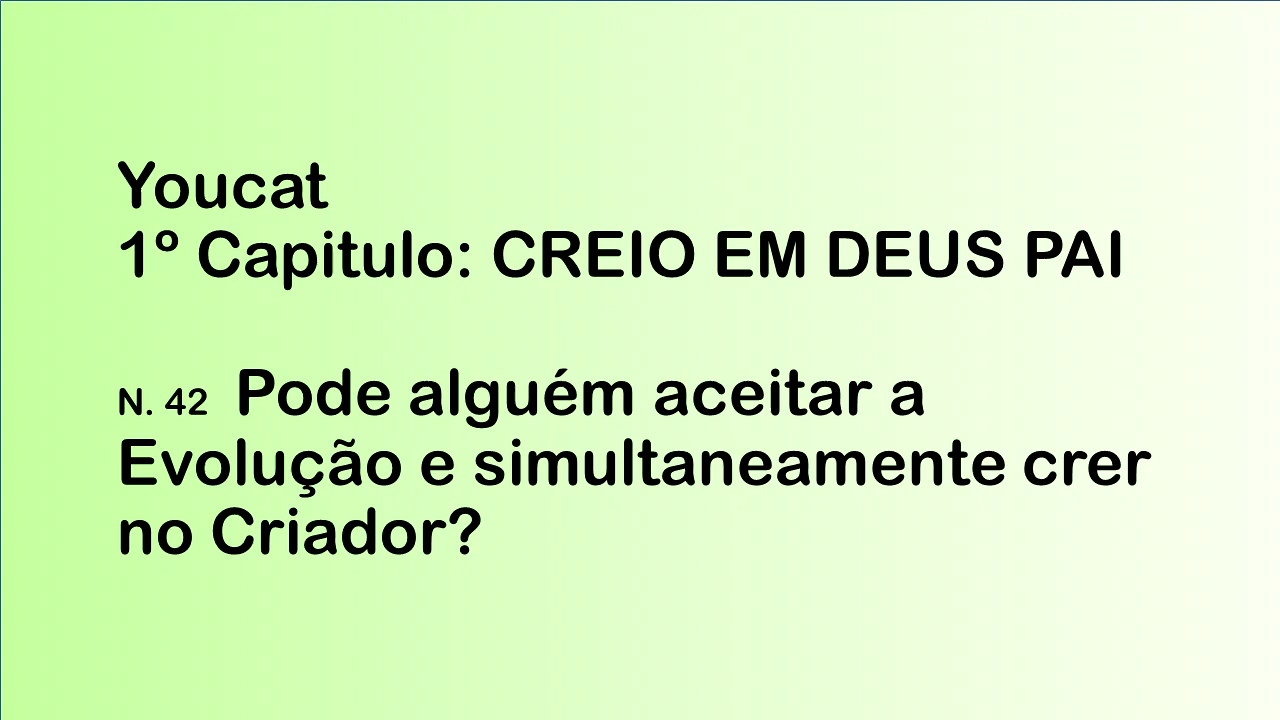 Youcat
1º Capitulo: CREIO EM DEUS PAI
N. 42 Pode alguém aceitar a
Evolução e simultaneamente crer
no Criador?